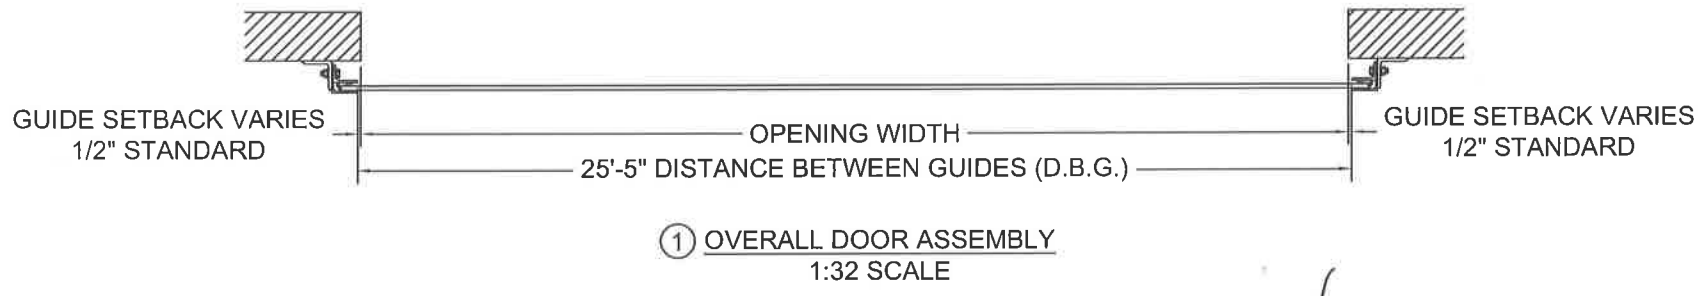 GUIDE SETBACK VARIES
1/2" STANDARD
OPENING WIDTH
25'-5" DISTANCE BETWEEN GUIDES (D.B.G.)
GUIDE SETBACK VARIES
1/2" STANDARD
1 OVERALL DOOR ASSEMBLY
1:32 SCALE